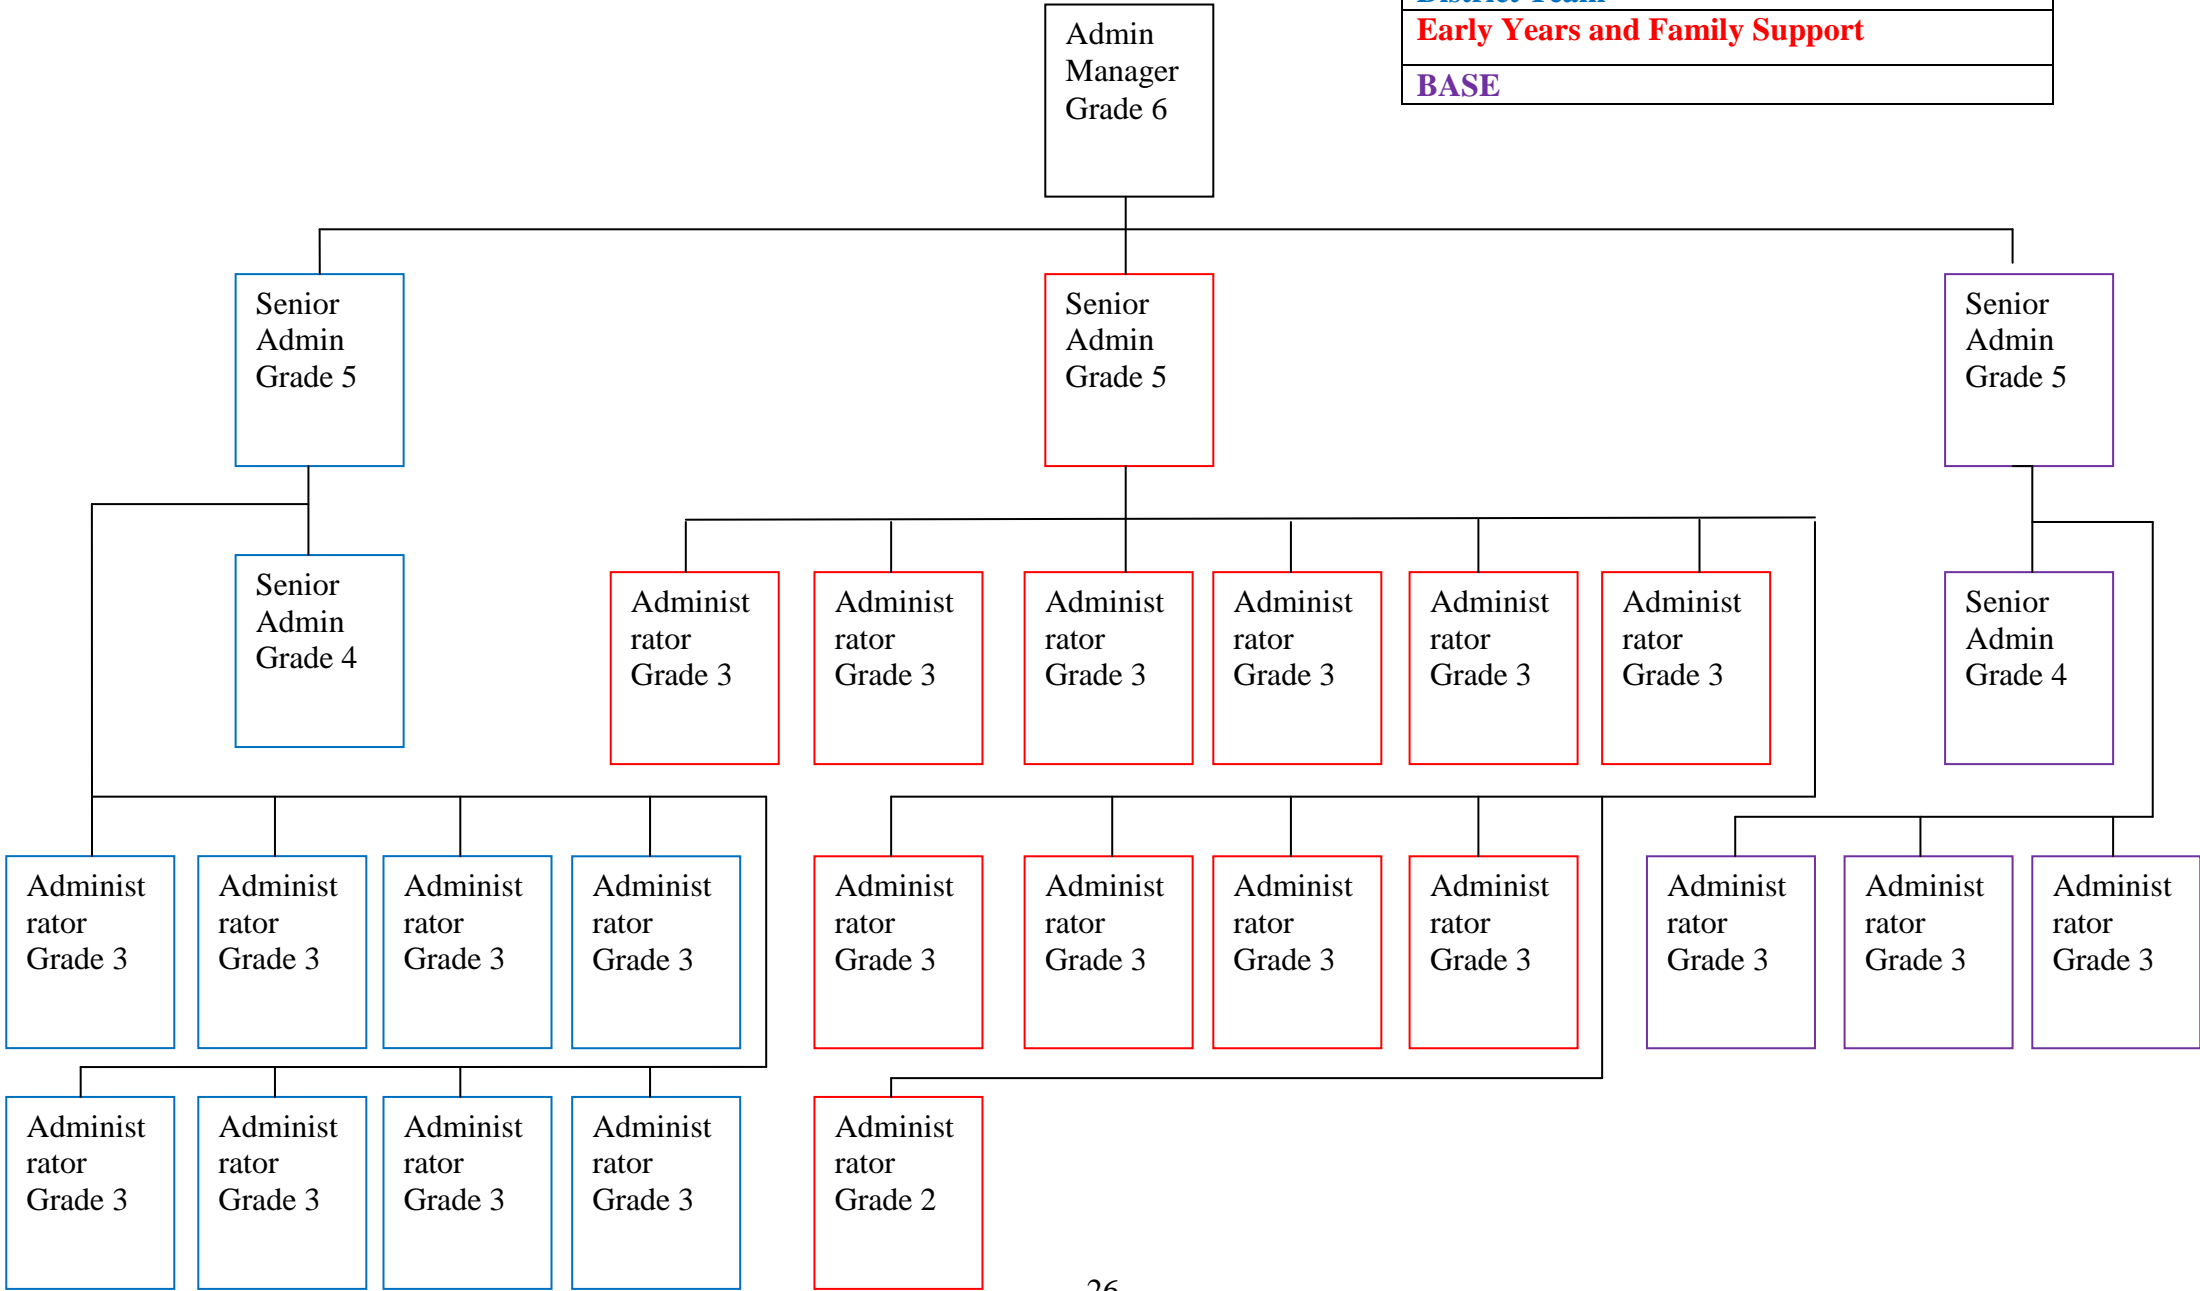 District Team
Early Years and Family Support
BASE
Admin
Manager
Grade 6
Senior
Admin
Grade 5
Senior
Admin
Grade 5
Senior
Admin
Grade 5
Senior
Admin
Grade 4
Administ
rator
Grade 3
Administ
rator
Grade 3
Administ
rator
Grade 3
Administ
rator
Grade 3
Administ
rator
Grade 3
Administ
rator
Grade 3
Senior
Admin
Grade 4
Administ
rator
Grade 3
Administ
rator
Grade 3
Administ
rator
Grade 3
Administ
rator
Grade 3
Administ
rator
Grade 3
Administ
rator
Grade 3
Administ
rator
Grade 3
Administ
rator
Grade 3
Administ
rator
Grade 3
Administ
rator
Grade 3
Administ
rator
Grade 3
Administ
rator
Grade 3
Administ
rator
Grade 3
Administ
rator
Grade 3
Administ
rator
Grade 3
Administ
rator
Grade 2
26